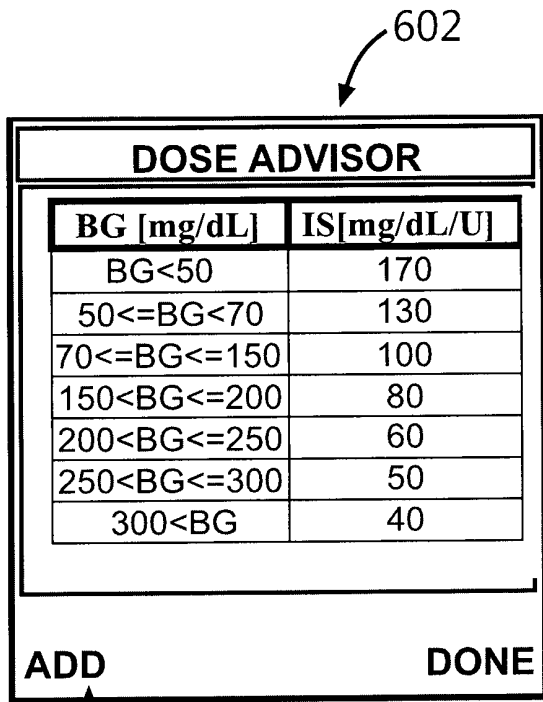 602
DOSE ADVISOR
BG [mg/dL] IS[mg/dL/U]
BG<50 170
50<=BG<70 130
70<=BG<=150 100
150<BG<=200 80
200<BG<=250 60
250<BG<=300 50
300<BG 40
ADD DONE